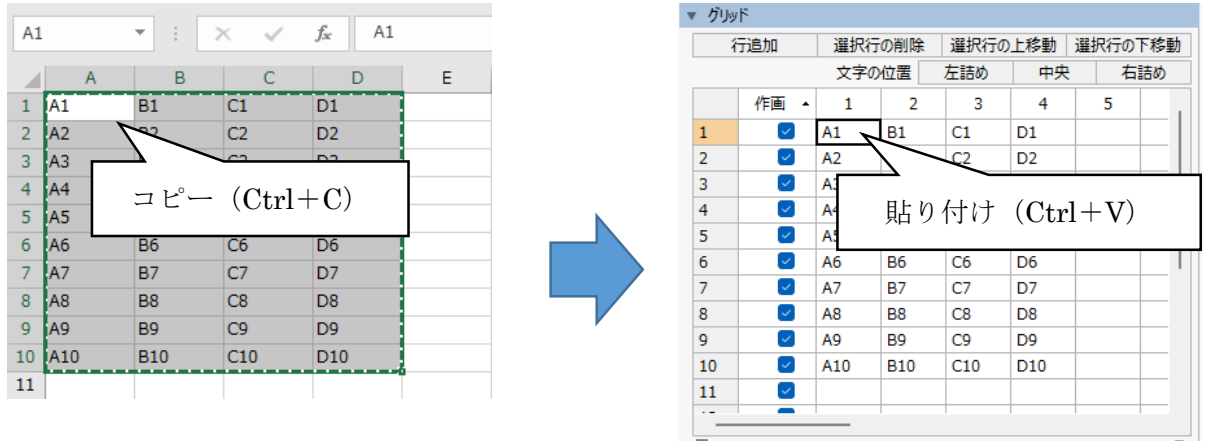 A1 fx A1
A B C D E
1 A1 B1 C1 D1
2 A2 B2 C2 D2
3 A3 C3 D3
4 A4
5 A5
6 A6 B6 C6 D6
7 A7 B7 C7 D7
8 A8 B8 C8 D8
9 A9 B9 C9 D9
10 A10 B10 C10 D10
11
コピー（Ctrl＋C）
グリッド
行追加 選択行の削除 選択行の上移動 選択行の下移動
文字の位置 左詰め 中央 右詰め
作画 1 2 3 4 5
1 A1 B1 C1 D1
2 A2 C2 D2
3 A3
4 A4
5 A5
6 A6 B6 C6 D6
7 A7 B7 C7 D7
8 A8 B8 C8 D8
9 A9 B9 C9 D9
10 A10 B10 C10 D10
11
貼り付け（Ctrl＋V）